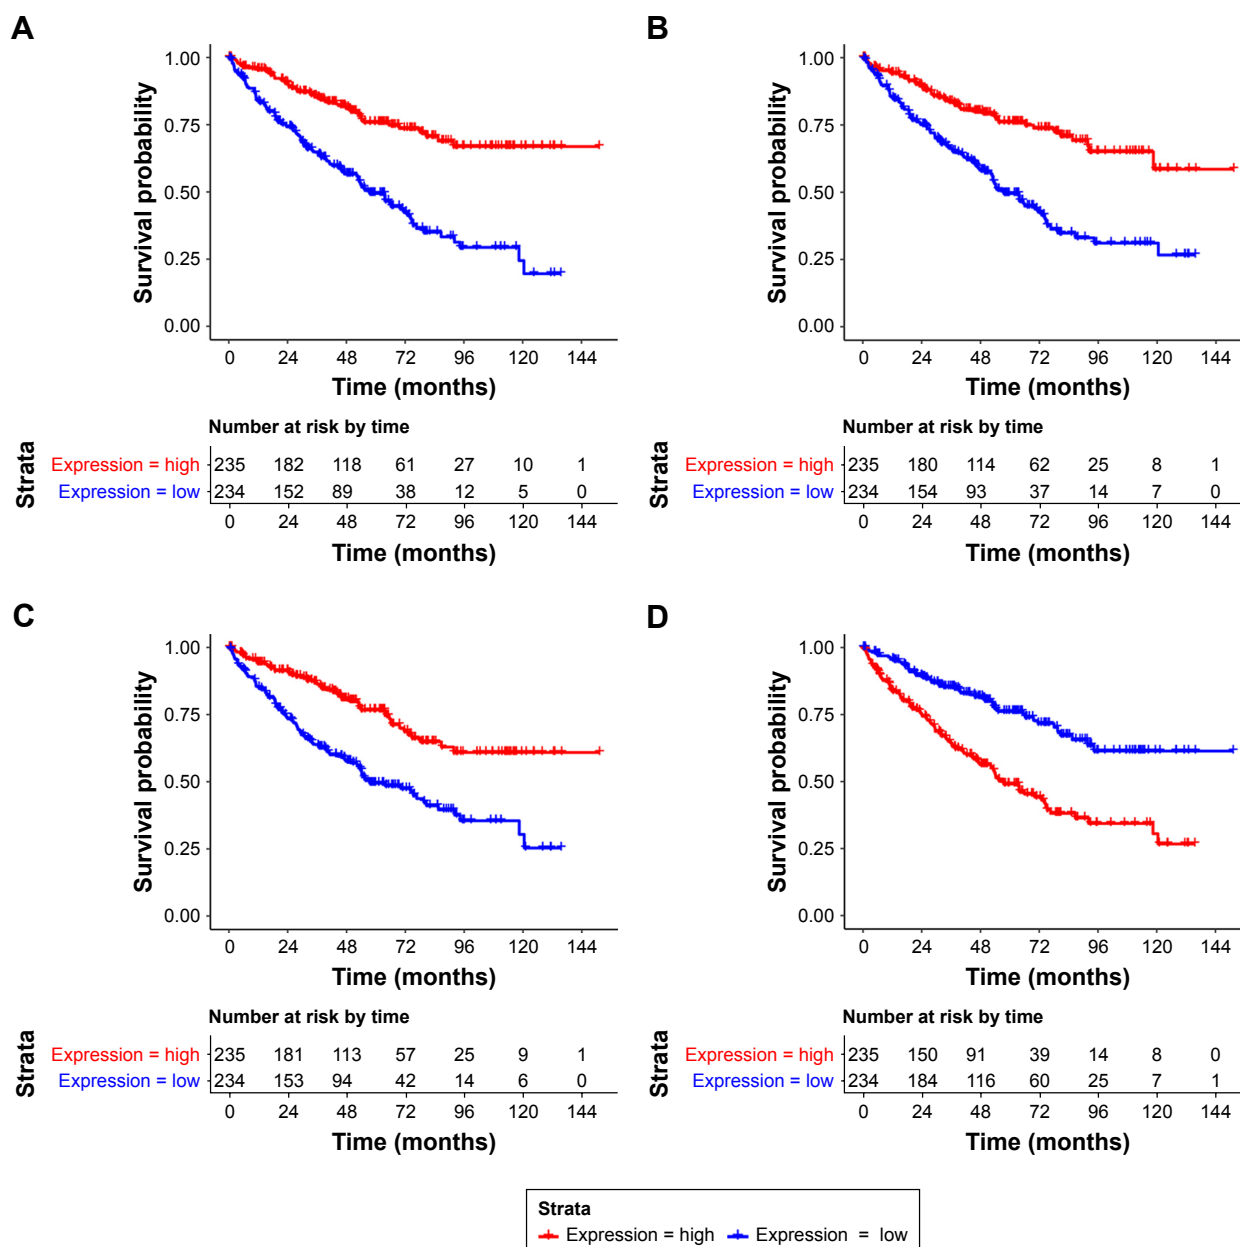 A
1.00
0.75
0.50
0.25
0.00
Survival probability
0 24 48 72 96 120 144
Time (months)
Number at risk by time
Strata
Expression = high 235 182 118 61 27 10 1
Expression = low 234 152 89 38 12 5 0
0 24 48 72 96 120 144
Time (months)
B
1.00
0.75
0.50
0.25
0.00
Survival probability
0 24 48 72 96 120 144
Time (months)
Number at risk by time
Strata
Expression = high 235 180 114 62 25 8 1
Expression = low 234 154 93 37 14 7 0
0 24 48 72 96 120 144
Time (months)
C
1.00
0.75
0.50
0.25
0.00
Survival probability
0 24 48 72 96 120 144
Time (months)
Number at risk by time
Strata
Expression = high 235 181 113 57 25 9 1
Expression = low 234 153 94 42 14 6 0
0 24 48 72 96 120 144
Time (months)
D
1.00
0.75
0.50
0.25
0.00
Survival probability
0 24 48 72 96 120 144
Time (months)
Number at risk by time
Strata
Expression = high 235 150 91 39 14 8 0
Expression = low 234 184 116 60 25 7 1
0 24 48 72 96 120 144
Time (months)
Strata
Expression = high Expression = low